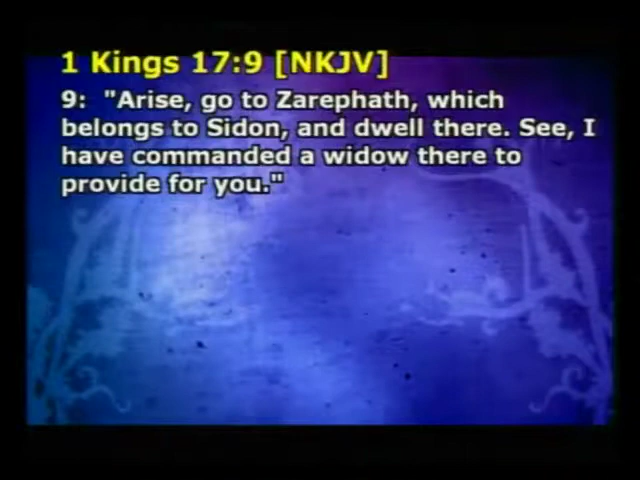 1 Kings 17:9 [NKJV]
9:  "Arise, go to Zarephath, which
belongs to Sidon, and dwell there. See, I
have commanded a widow there to
provide for you."